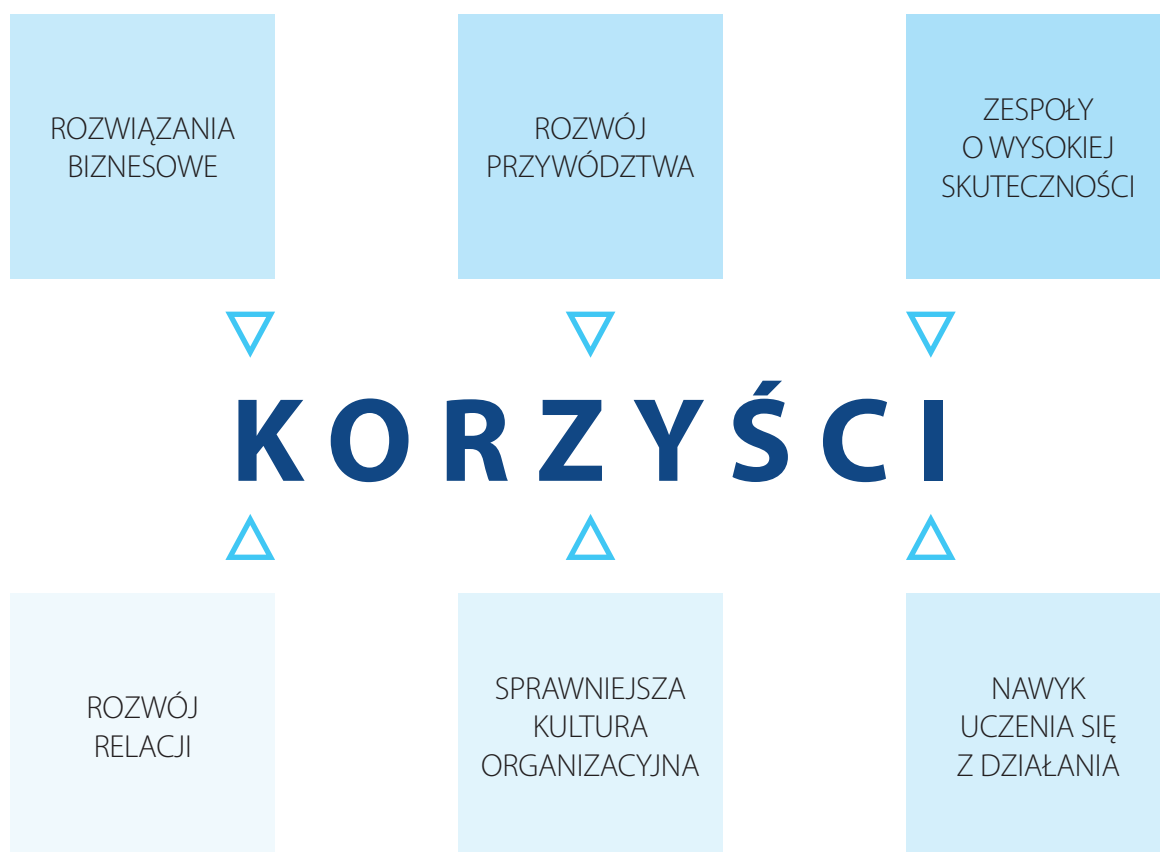 ROZWIĄZANIA
BIZNESOWE
ROZWÓJ
PRZYWÓDZTWA
ZESPOŁY
O WYSOKIEJ
SKUTECZNOŚCI
KORZYŚCI
ROZWÓJ
RELACJI
SPRAWNIEJSZA
KULTURA
ORGANIZACYJNA
NAWYK
UCZENIA SIĘ
Z DZIAŁANIA